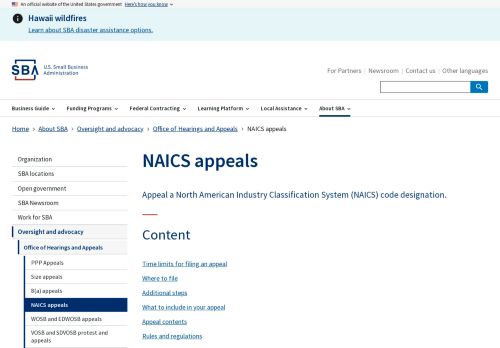 An official website of the United States government Here's how you know
Hawaii wildfires
Learn about SBA disaster assistance options.
SBA
U.S. Small Business
Administration
For Partners Newsroom Contact us Other languages
Business Guide Funding Programs Federal Contracting Learning Platform Local Assistance About SBA
Home › About SBA › Oversight and advocacy › Office of Hearings and Appeals › NAICS appeals
Organization
SBA locations
Open government
SBA Newsroom
Work for SBA
Oversight and advocacy
Office of Hearings and Appeals
PPP Appeals
Size appeals
8(a) appeals
NAICS appeals
WOSB and EDWOSB appeals
VOSB and SDVOSB protest and
appeals
NAICS appeals
Appeal a North American Industry Classification System (NAICS) code designation.
Content
Time limits for filing an appeal
Where to file
Additional steps
What to include in your appeal
Appeal contents
Rules and regulations